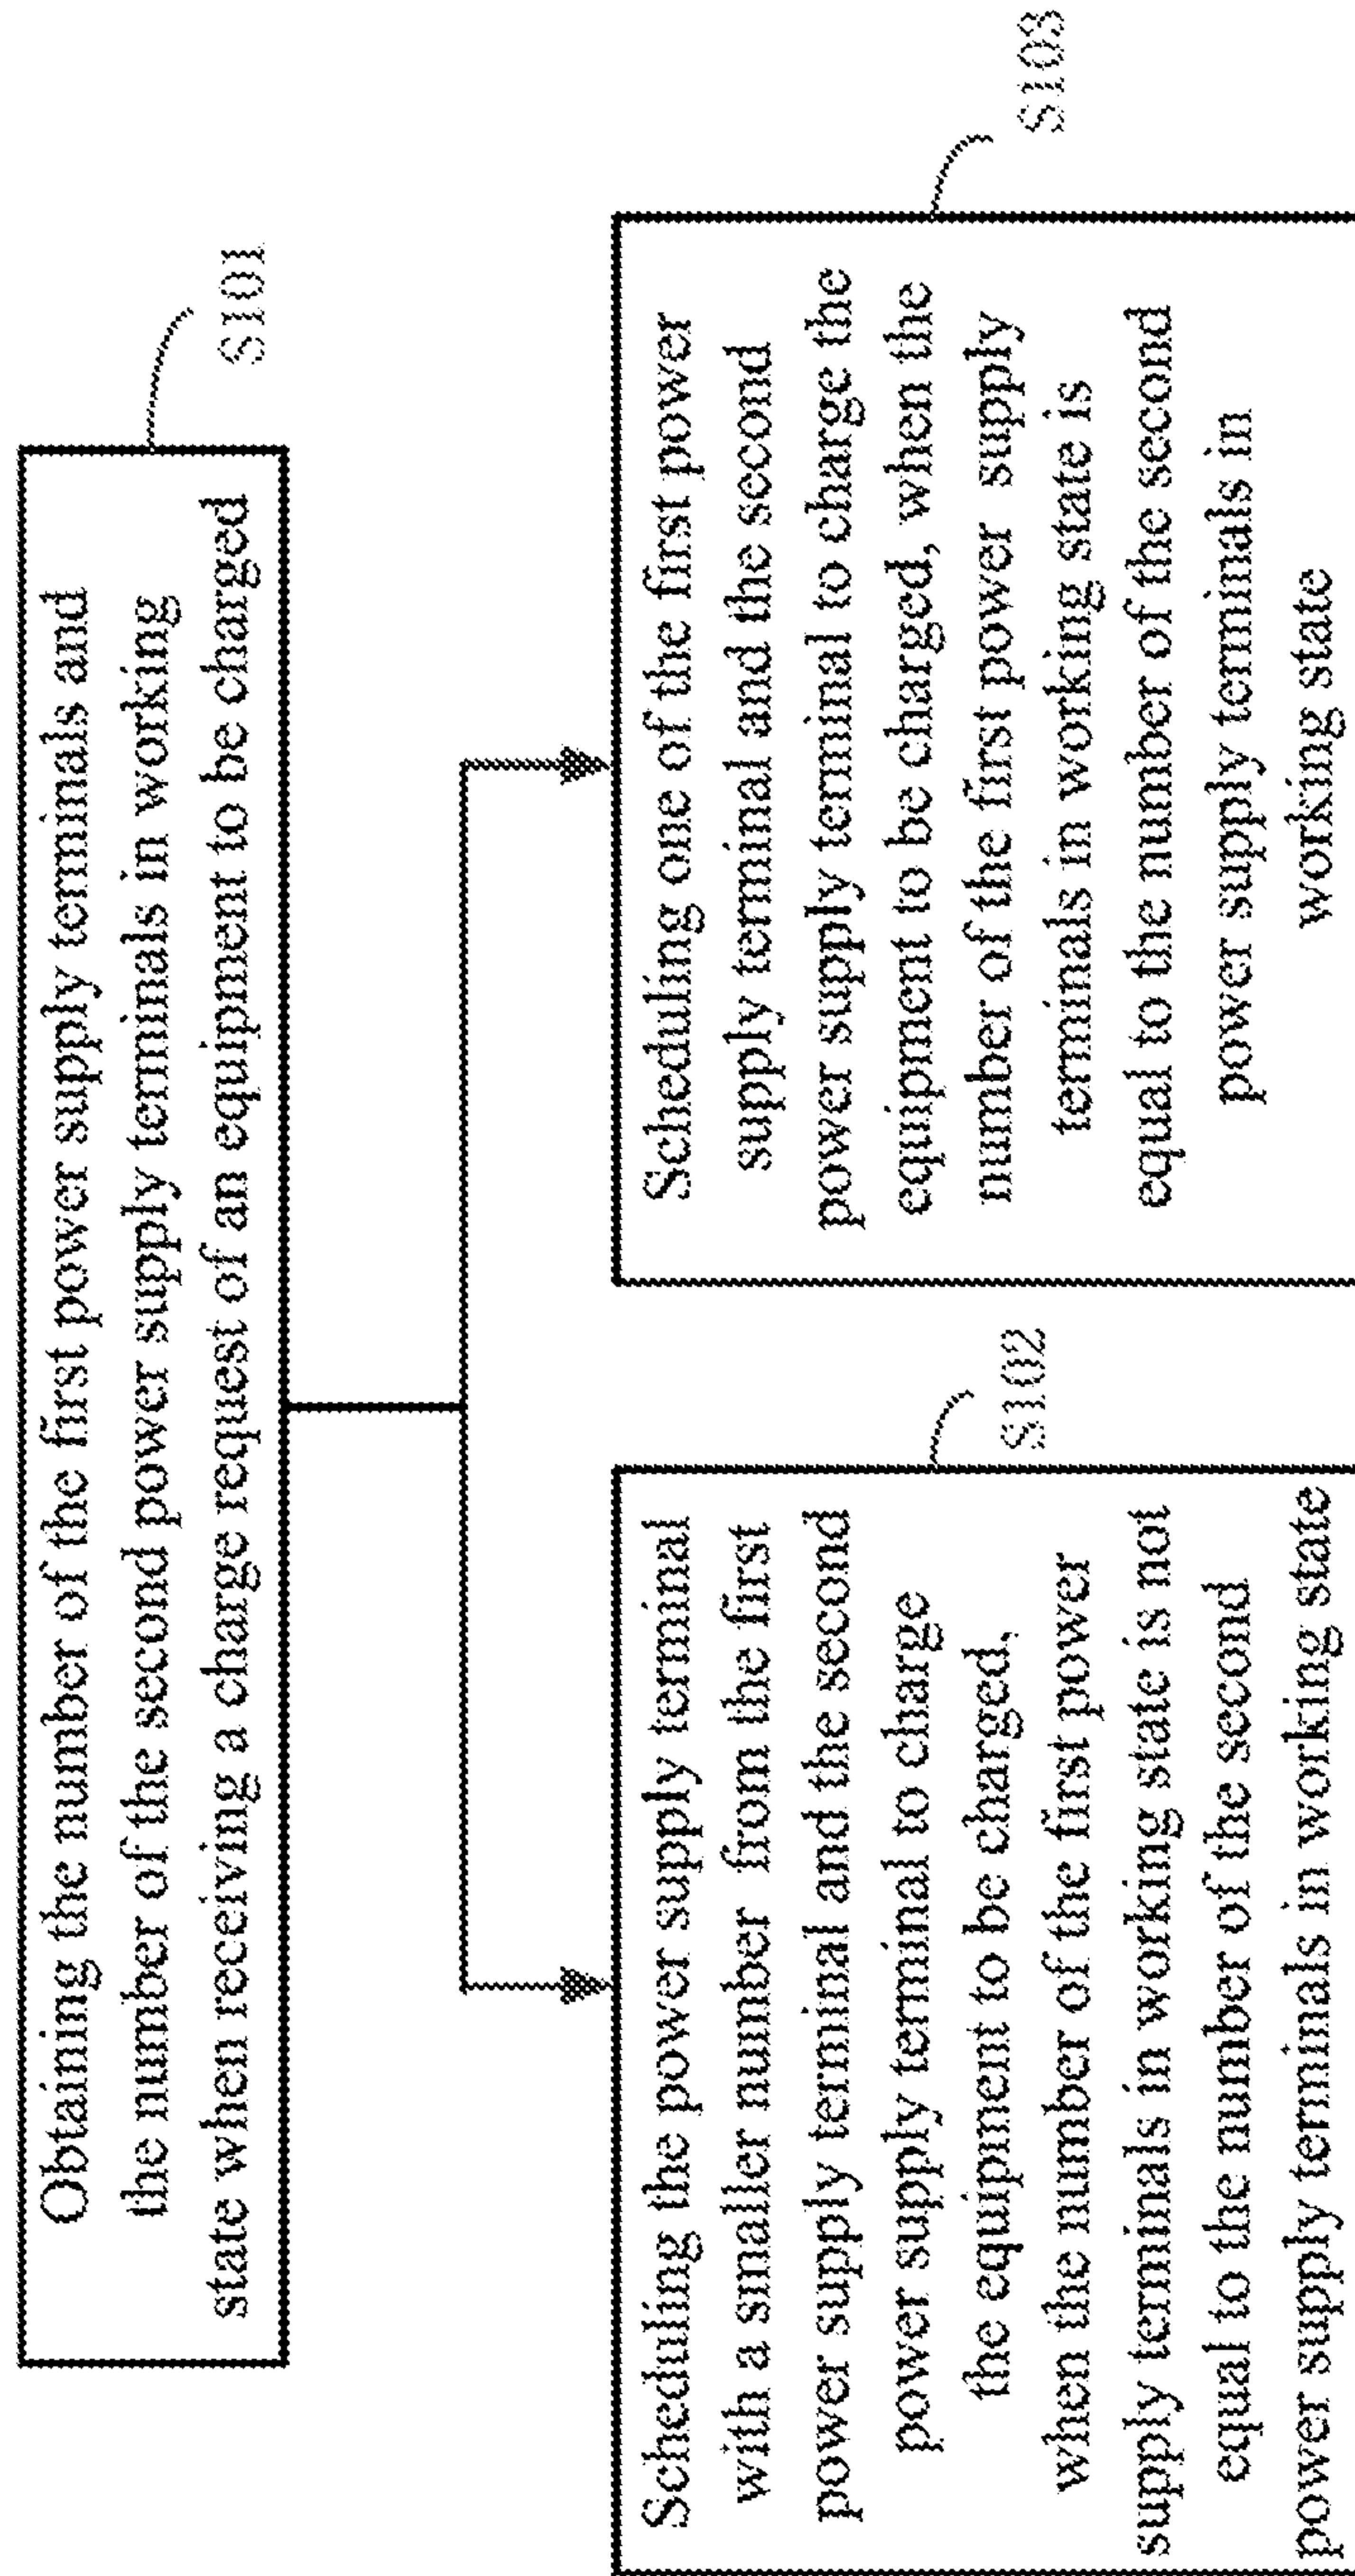 Obtaining the number of the first power supply terminals and
the number of the second power supply terminals in working
state when receiving a charge request of an equipment to be charged
S101
Scheduling the power supply terminal
with a smaller number from the first
power supply terminal and the second
power supply terminal to charge
the equipment to be charged,
when the number of the first power
supply terminals in working state is not
equal to the number of the second
power supply terminals in working state
S102
Scheduling one of the first power
supply terminal and the second
power supply terminal to charge the
equipment to be charged, when the
number of the first power supply
terminals in working state is
equal to the number of the second
power supply terminals in
working state
S103